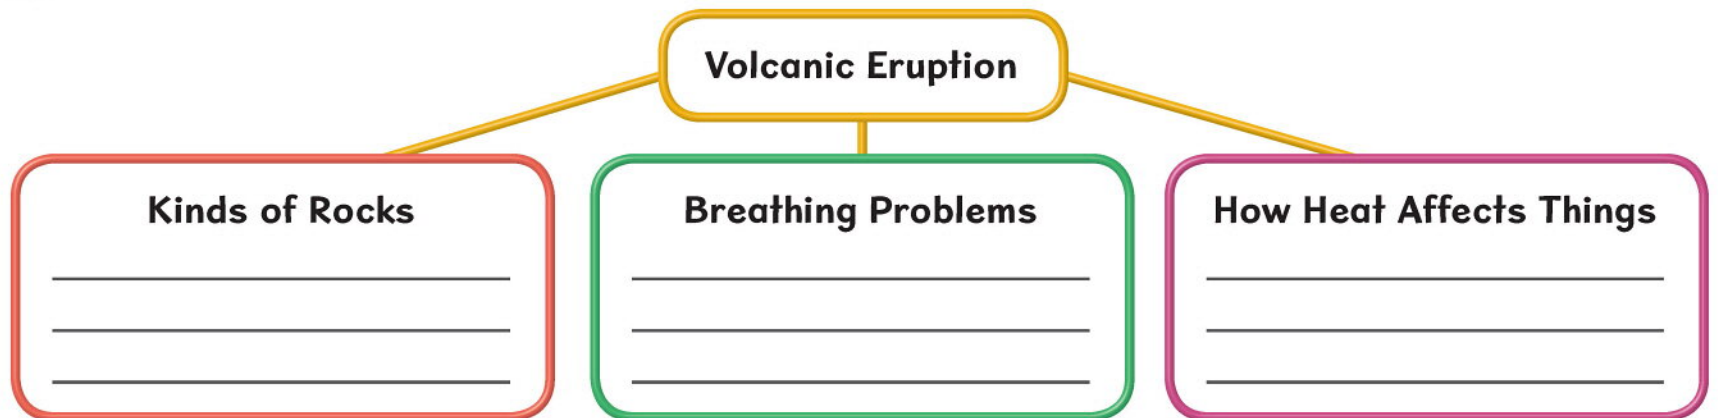 Volcanic Eruption
Kinds of Rocks
Breathing Problems
How Heat Affects Things